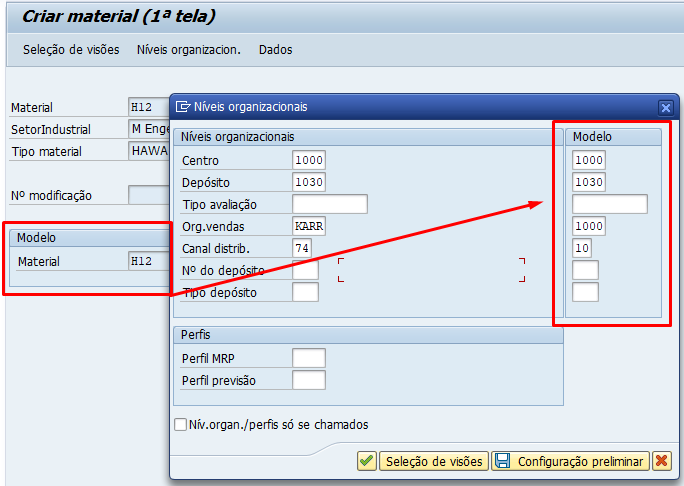 Criar material (1ª tela)
Seleção de visões Níveis organizacion. Dados
Material H12
SetorIndustrial M Enge
Tipo material HAWA
Nº modificação
Modelo
Material H12
Níveis organizacionais
Níveis organizacionais Modelo
Centro 1000 1000
Depósito 1030 1030
Tipo avaliação
Org.vendas KARR 1000
Canal distrib. 74 10
Nº do depósito
Tipo depósito
Perfis
Perfil MRP
Perfil previsão
Nív.organ./perfis só se chamados
Seleção de visões Configuração preliminar